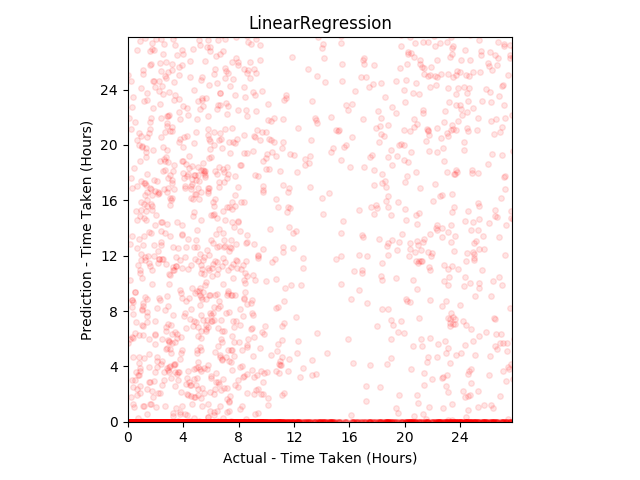 LinearRegression
Prediction - Time Taken (Hours)
24
20
16
12
8
4
0
0 4 8 12 16 20 24
Actual - Time Taken (Hours)